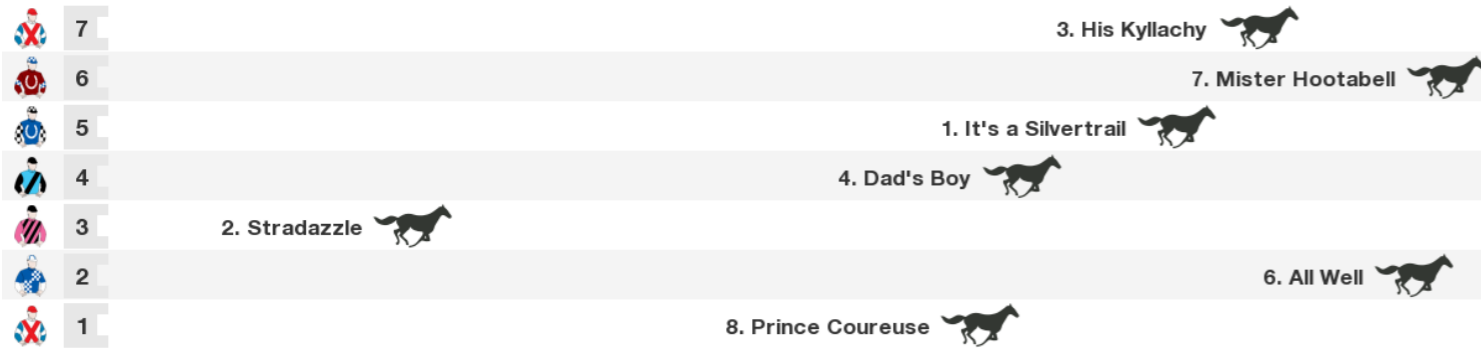 7 3. His Kyllachy
6 7. Mister Hootabell
5 1. It's a Silvertrail
4 4. Dad's Boy
3 2. Stradazzle
2 6. All Well
1 8. Prince Coureuse